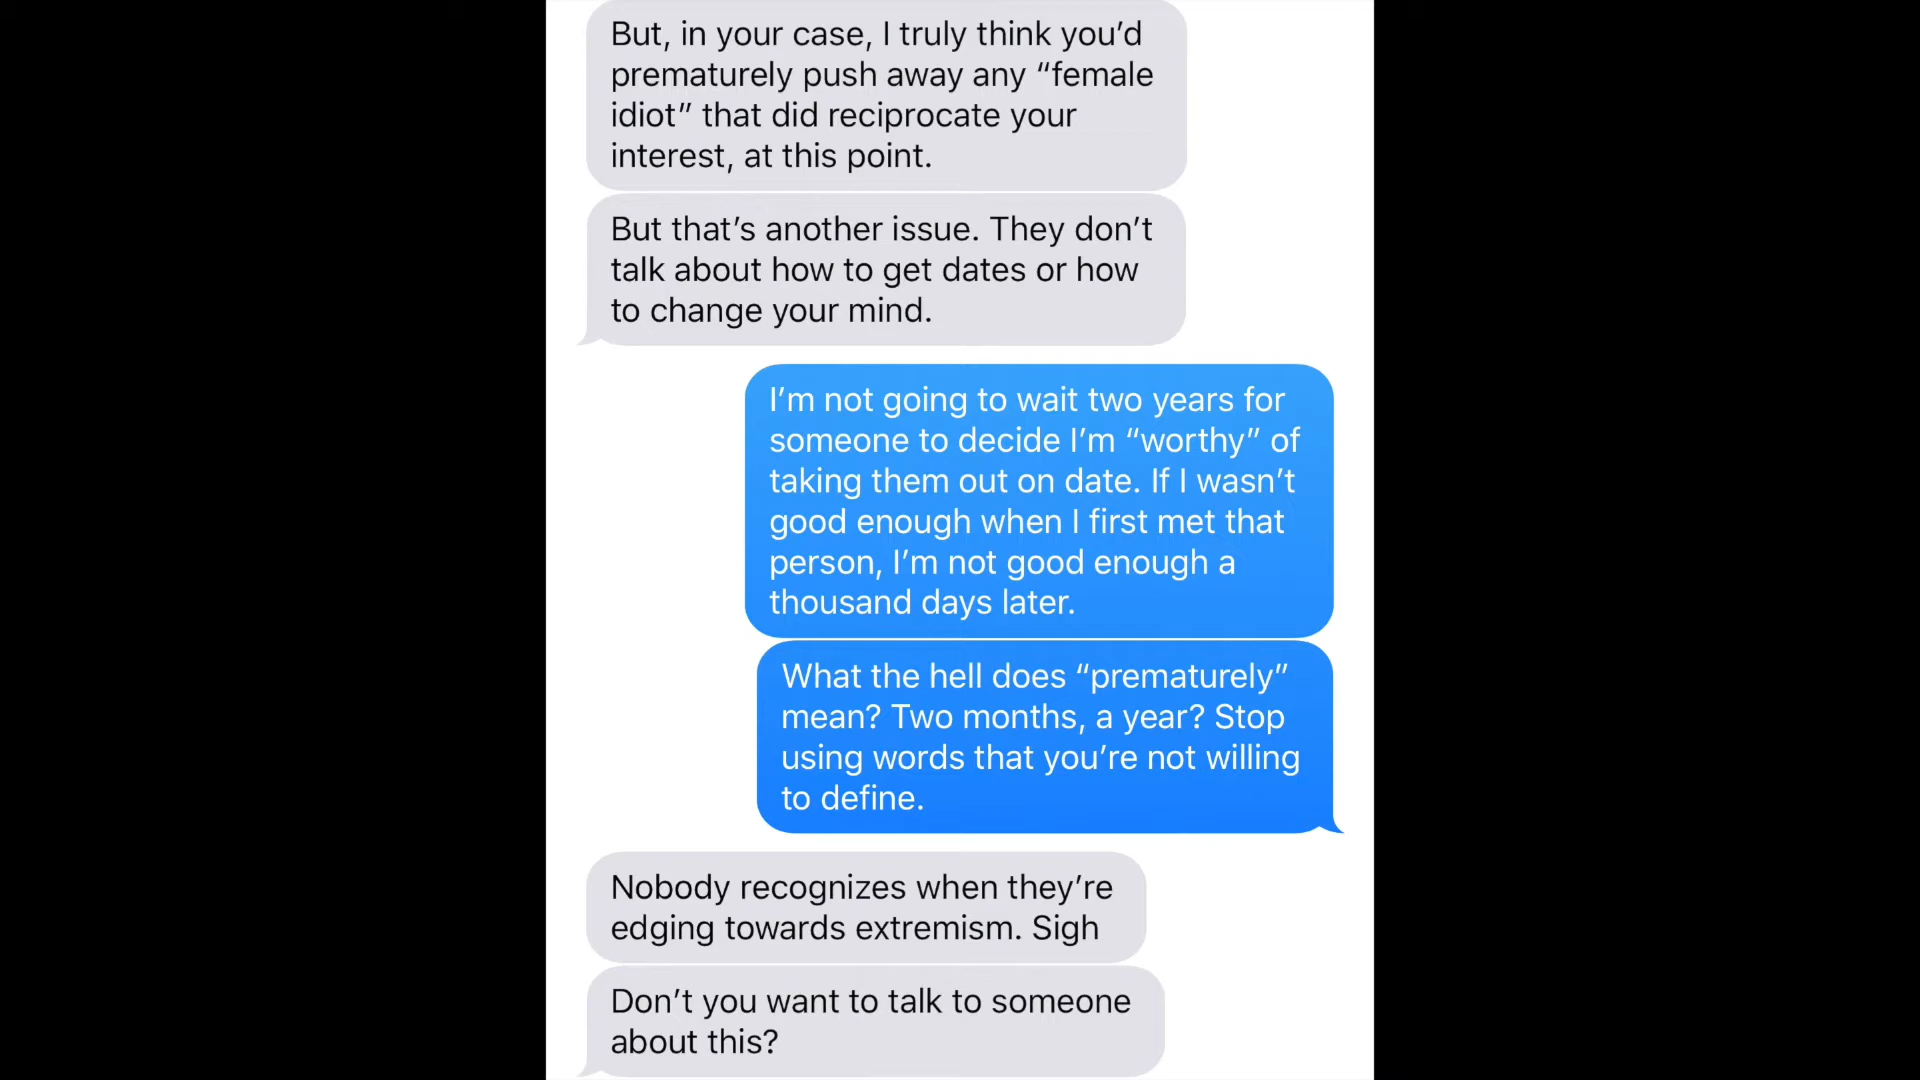 But, in your case, I truly think you’d
prematurely push away any “female
idiot” that did reciprocate your
interest, at this point.
But that’s another issue. They don’t
talk about how to get dates or how
to change your mind.
I’m not going to wait two years for
someone to decide I’m “worthy” of
taking them out on date. If I wasn’t
good enough when I first met that
person, I’m not good enough a
thousand days later.
What the hell does “prematurely”
mean? Two months, a year? Stop
using words that you’re not willing
to define.
Nobody recognizes when they’re
edging towards extremism. Sigh
Don’t you want to talk to someone
about this?